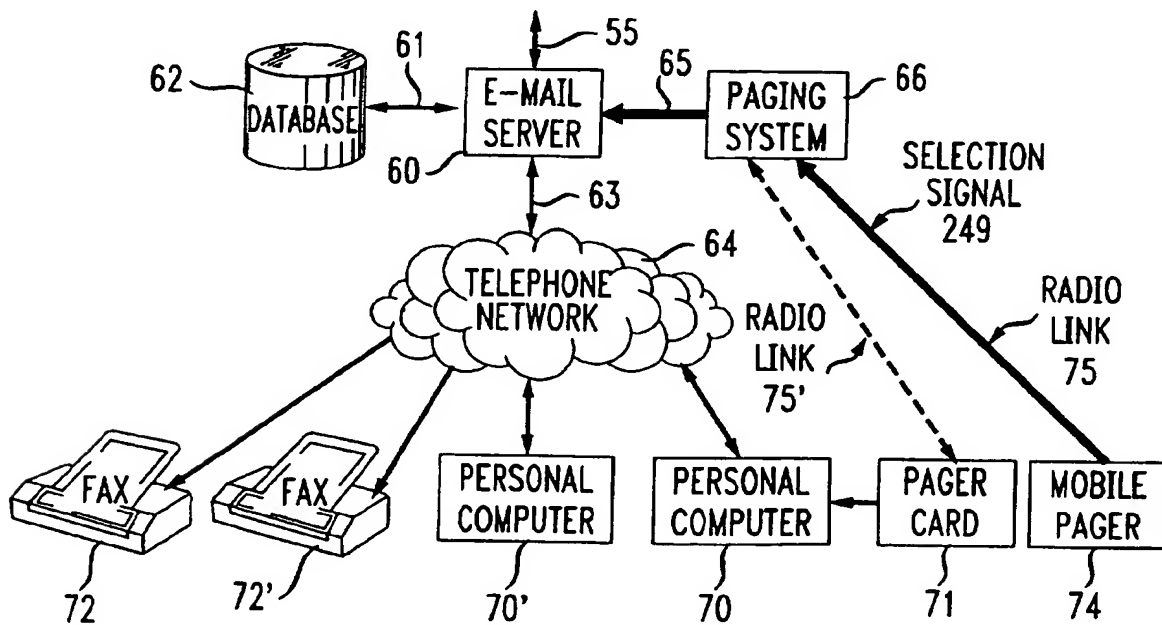 55
61
62
DATABASE
E-MAIL
SERVER
60
65
PAGING
SYSTEM
66
SELECTION
SIGNAL
249
63
64
TELEPHONE
NETWORK
RADIO
LINK
75'
RADIO
LINK
75
FAX
72
FAX
72'
PERSONAL
COMPUTER
70'
PERSONAL
COMPUTER
70
PAGER
CARD
71
MOBILE
PAGER
74